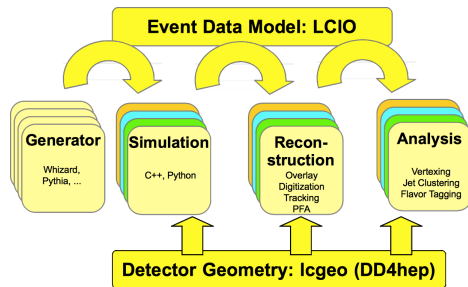 Event Data Model: LCIO
Generator
Whizard,
Pythia, ...
Simulation
C++, Python
Recon-
struction
Overlay
Digitization
Tracking
PFA
Analysis
Vertexing
Jet Clustering
Flavor Tagging
Detector Geometry: lcgeo (DD4hep)